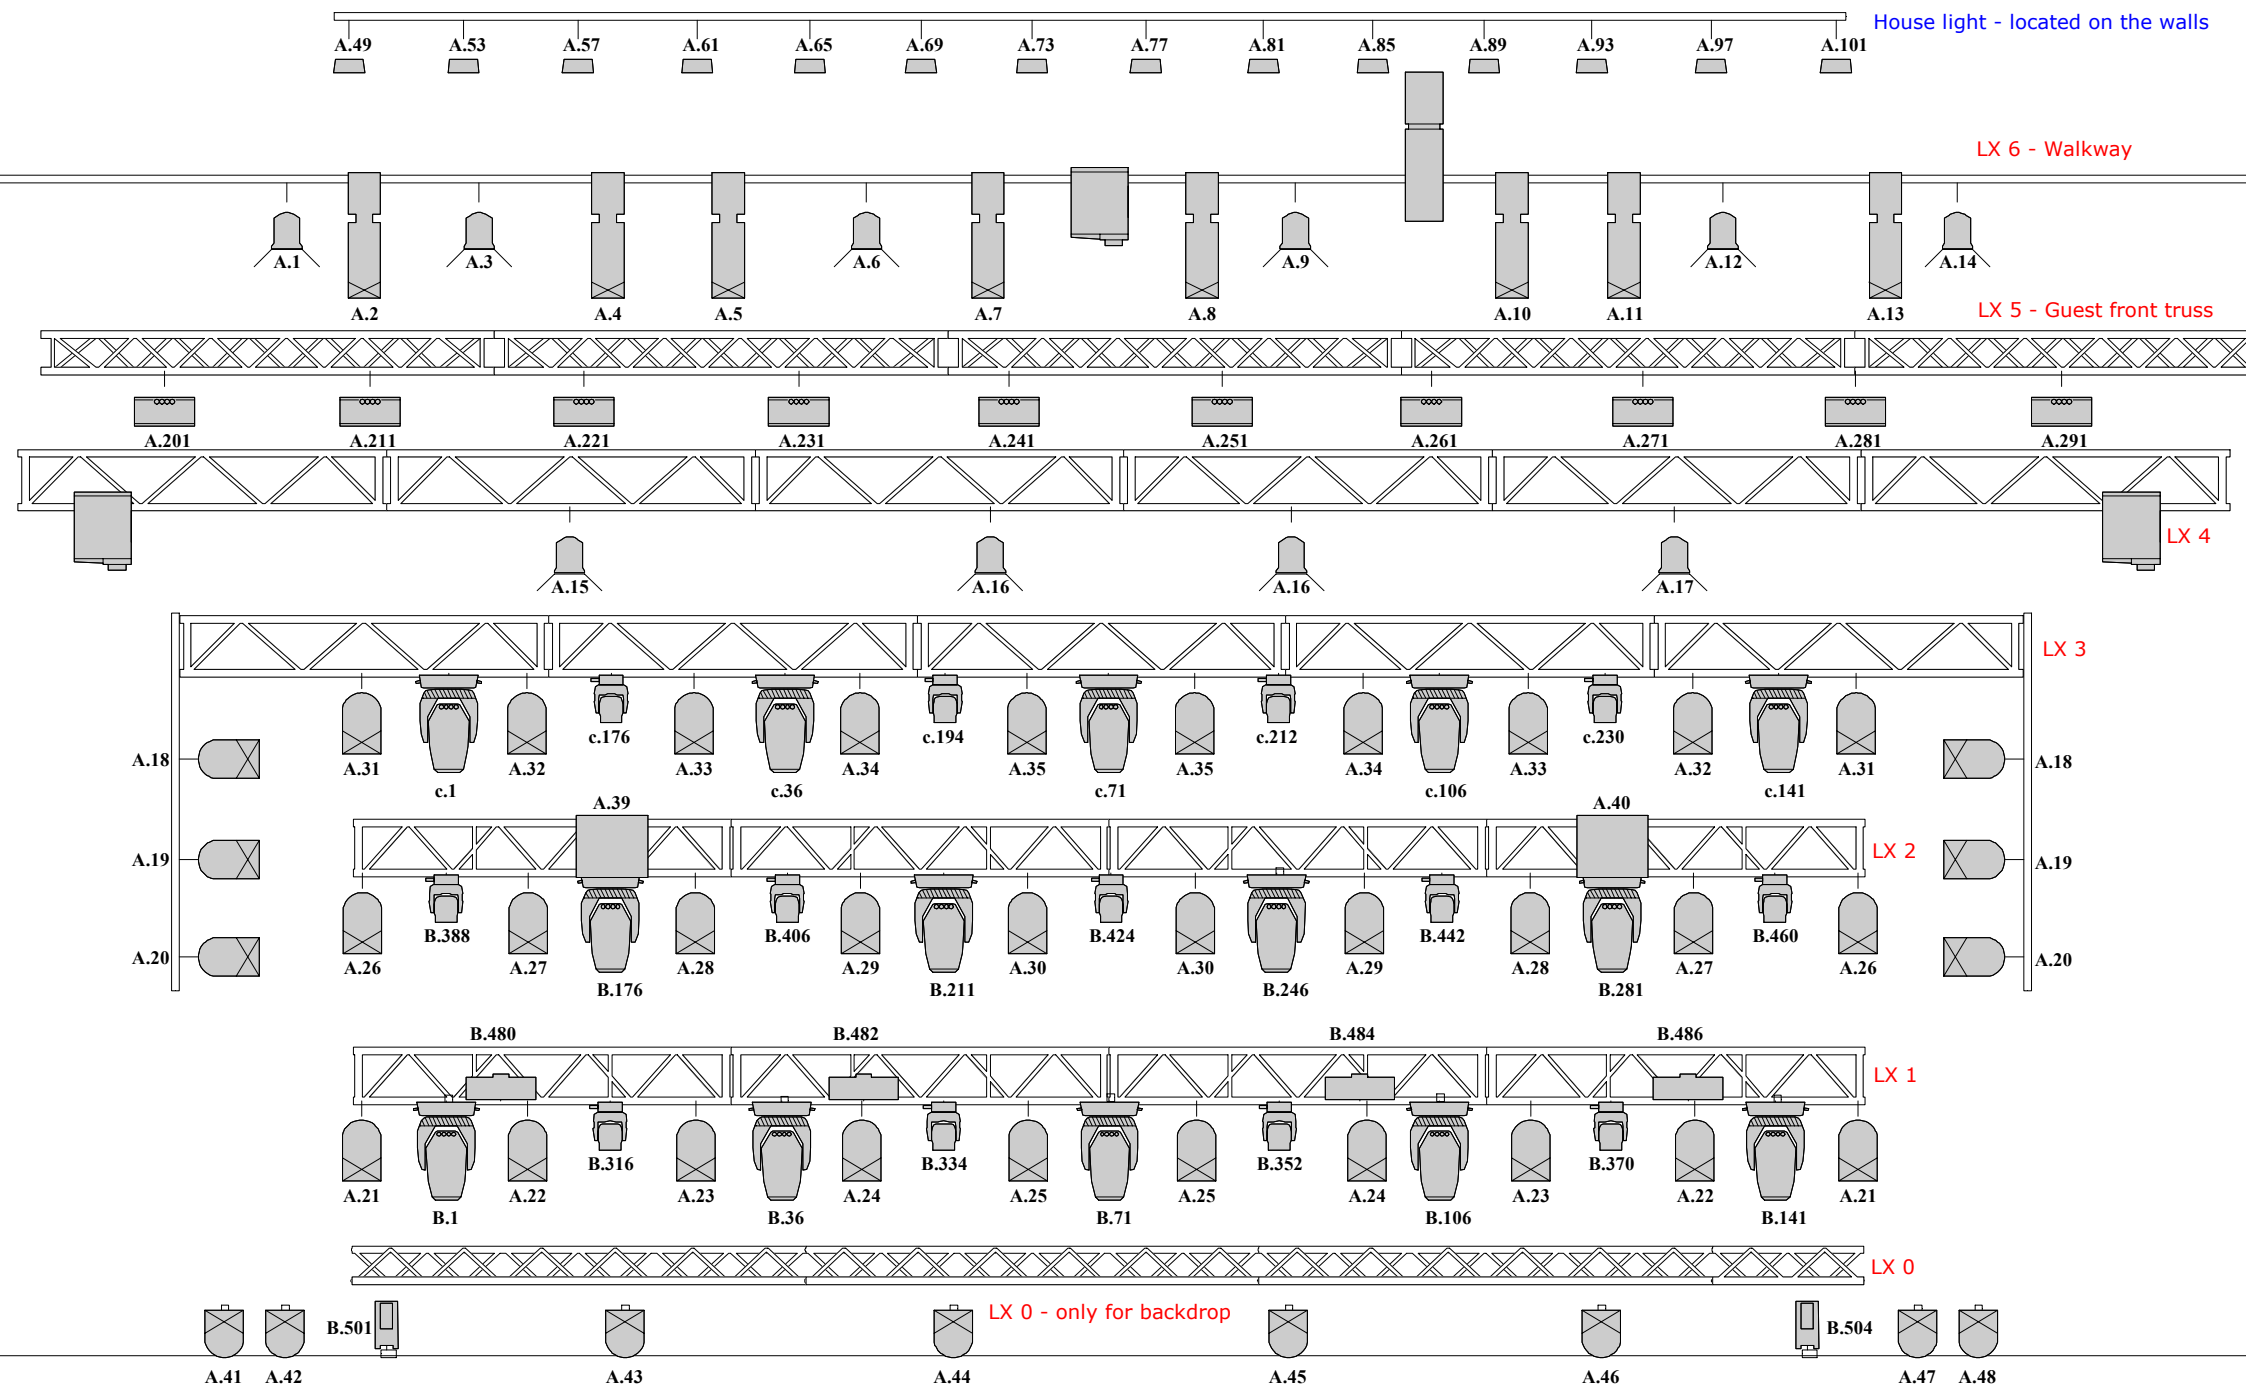 House light - located on the walls
A.49 A.53 A.57 A.61 A.65 A.69 A.73 A.77 A.81 A.85 A.89 A.93 A.97 A.101
LX 6 - Walkway
A.1 A.3 A.6 A.9 A.12 A.14
A.2 A.4 A.5 A.7 A.8 A.10 A.11 A.13
LX 5 - Guest front truss
A.201 A.211 A.221 A.231 A.241 A.251 A.261 A.271 A.281 A.291
LX 4
A.15 A.16 A.16 A.17
LX 3
c.176 c.194 c.212 c.230
A.18 A.31 A.32 A.33 A.34 A.35 A.35 A.34 A.33 A.32 A.31 A.18
c.1 c.36 c.71 c.106 c.141
A.39 A.40
LX 2
A.19 A.19
B.388 B.406 B.424 B.442 B.460
A.20 A.26 A.27 A.28 A.29 A.30 A.30 A.29 A.28 A.27 A.26 A.20
B.176 B.211 B.246 B.281
B.480 B.482 B.484 B.486
LX 1
B.316 B.334 B.352 B.370
A.21 A.22 A.23 A.24 A.25 A.25 A.24 A.23 A.22 A.21
B.1 B.36 B.71 B.106 B.141
LX 0
LX 0 - only for backdrop
B.501 B.504
A.41 A.42 A.43 A.44 A.45 A.46 A.47 A.48